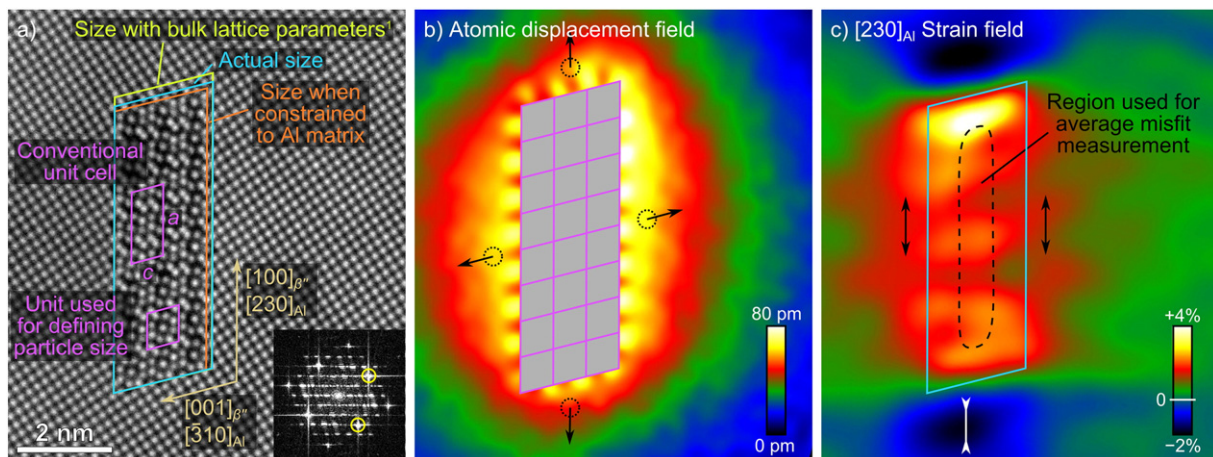 a)
Size with bulk lattice parameters¹
Actual size
Size when
constrained
to Al matrix
Conventional
unit cell
a
c
Unit used
for defining
particle size
[100]β″
[230]Al
[001]β″
[310]Al
2 nm
b) Atomic displacement field
80 pm
0 pm
c) [230]Al Strain field
Region used for
average misfit
measurement
+4%
0
−2%